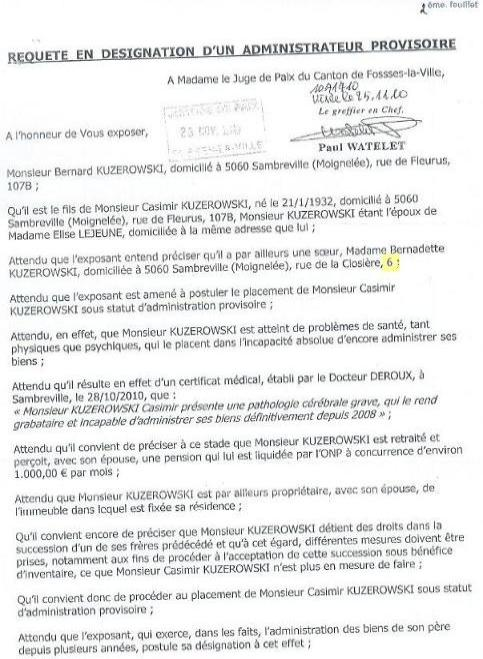 2ème. feuillet
REQUETE EN DESIGNATION D'UN ADMINISTRATEUR PROVISOIRE
A Madame le Juge de Paix du Canton de Fossses-la-Ville,
10A1410
Visé le 25.11.10
Le greffier en Chef,
A l'honneur de Vous exposer,
23 NOV.
Paul WATELET
Monsieur Bernard KUZEROWSKI, domicilié à 5060 Sambreville (Moignelée), rue de Fleurus,
107B ;
Qu'il est le fils de Monsieur Casimir KUZEROWSKI, né le 21/1/1932, domicilié à 5060
Sambreville (Moignelée), rue de Fleurus, 107B, Monsieur KUZEROWSKI étant l'époux de
Madame Elise LEJEUNE, domiciliée à la même adresse que lui ;
Attendu que l'exposant entend préciser qu'il a par ailleurs une sœur, Madame Bernadette
KUZEROWSKI, domiciliée à 5060 Sambreville (Moignelée), rue de la Closière, 6 ;
Attendu que l'exposant est amené à postuler le placement de Monsieur Casimir
KUZEROWSKI sous statut d'administration provisoire ;
Attendu, en effet, que Monsieur KUZEROWSKI est atteint de problèmes de santé, tant
physiques que psychiques, qui le placent dans l'incapacité absolue d'encore administrer ses
biens ;
Attendu qu'il résulte en effet d'un certificat médical, établi par le Docteur DEROUX, à
Sambreville, le 28/10/2010, que :
« Monsieur KUZEROWSKI Casimir présente une pathologie cérébrale grave, qui le rend
grabataire et incapable d'administrer ses biens définitivement depuis 2008 » ;
Attendu qu'il convient de préciser à ce stade que Monsieur KUZEROWSKI est retraité et
perçoit, avec son épouse, une pension qui lui est liquidée par l'ONP à concurrence d'environ
1.000,00 € par mois ;
Attendu que Monsieur KUZEROWSKI est par ailleurs propriétaire, avec son épouse, de
l'immeuble dans lequel est fixée sa résidence ;
Qu'il convient encore de préciser que Monsieur KUZEROWSKI détient des droits dans la
succession d'un de ses frères prédécédé et qu'à cet égard, différentes mesures doivent être
prises, notamment aux fins de procéder à l'acceptation de cette succession sous bénéfice
d'inventaire, ce que Monsieur Casimir KUZEROWSKI n'est plus en mesure de faire ;
Qu'il convient donc de procéder au placement de Monsieur Casimir KUZEROWSKI sous statut
d'administration provisoire ;
Attendu que l'exposant, qui exerce, dans les faits, l'administration des biens de son père
depuis plusieurs années, postule sa désignation à cet effet ;